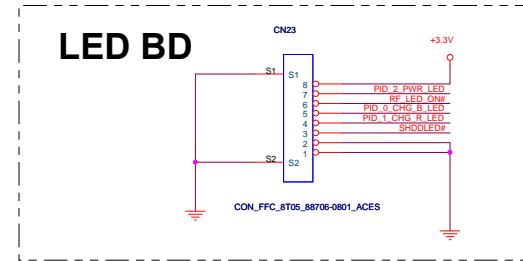 LED BD
CN23
+3.3V
S1 S1
8
7 PID_2_PWR_LED
6 RF_LED_ON#
5 PID_0_CHG_B_LED
4 PID_1_CHG_R_LED
3 SHDDLED#
2
1
S2 S2
CON_FFC_8T05_88706-0801_ACES